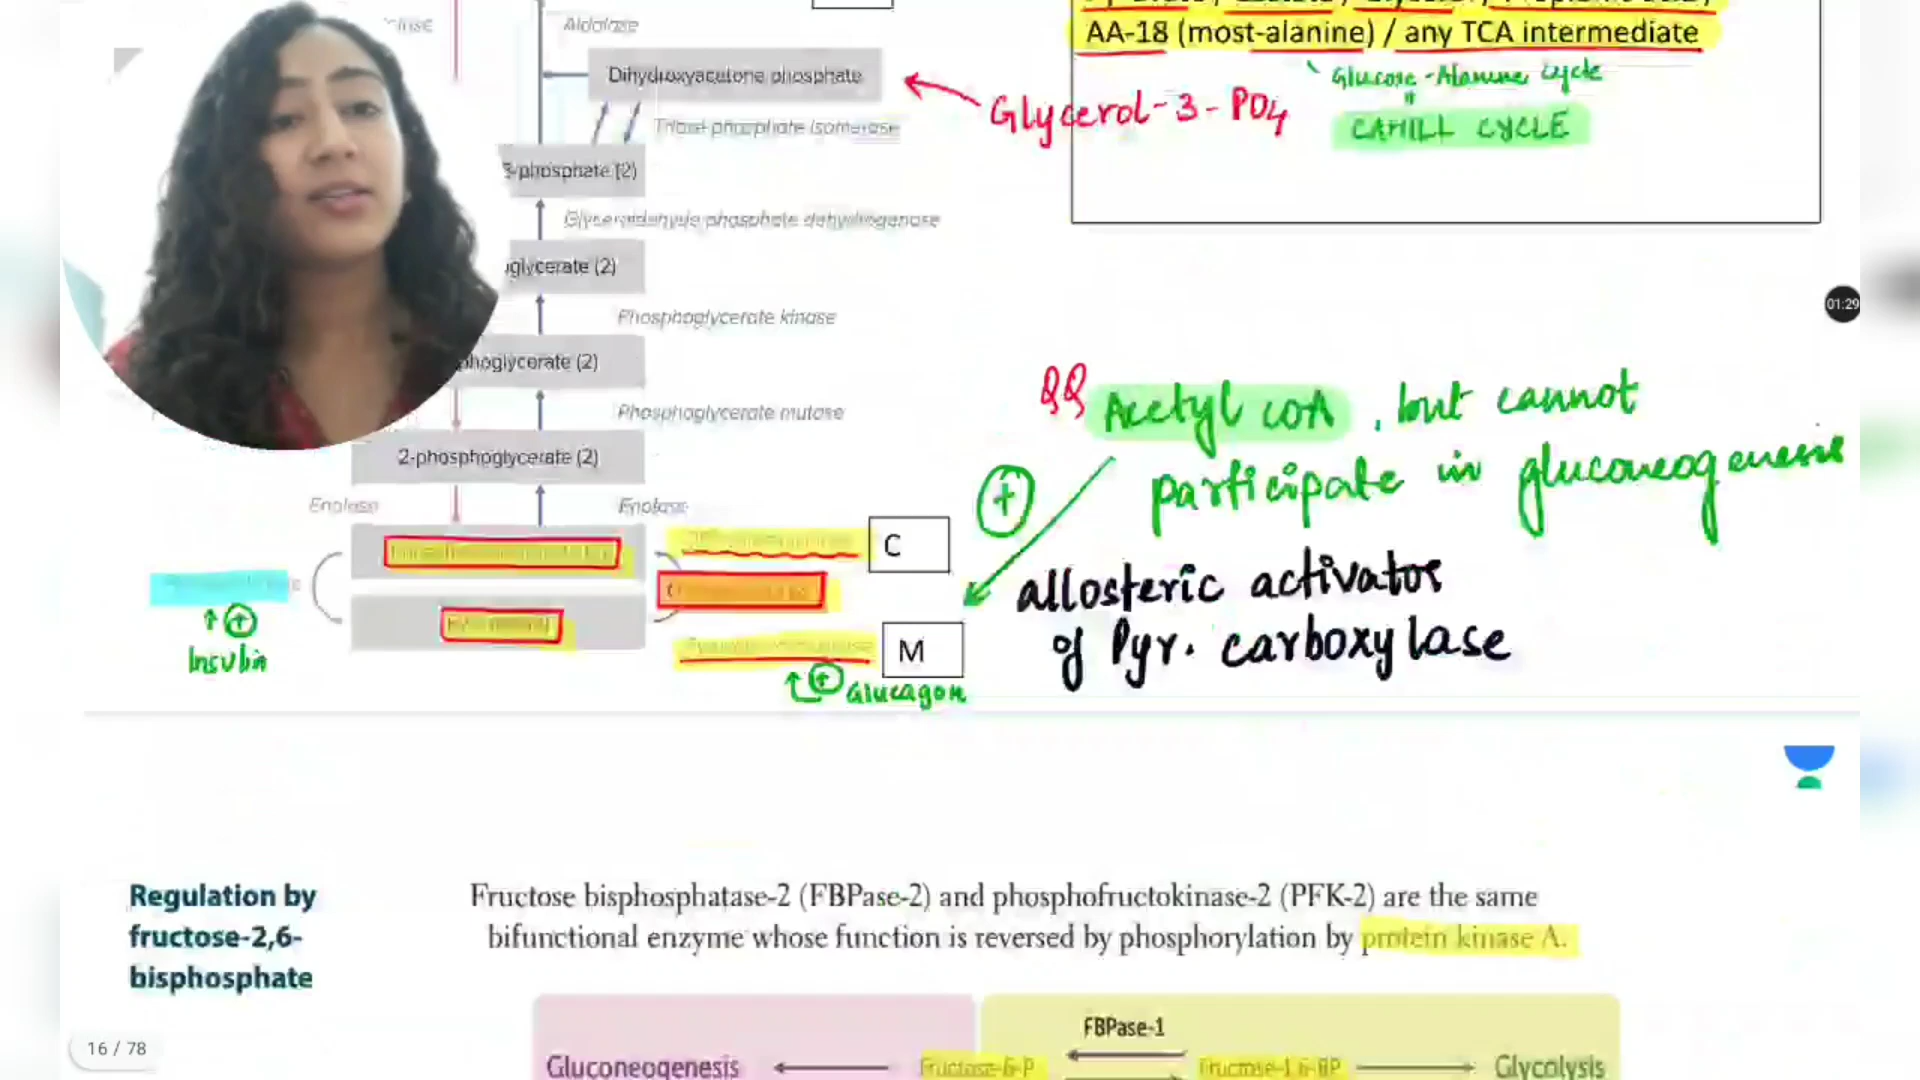 Aldolase
AA-18 (most-alanine) / any TCA intermediate
Dihydroxyacetone phosphate
Glucose-Alanine cycle
Glycerol-3-PO4
CAHILL CYCLE
Triose phosphate isomerase
3-phosphate (2)
Glyceraldehyde phosphate dehydrogenase
glycerate (2)
01:29
Phosphoglycerate kinase
phoglycerate (2)
Acetyl COA, but cannot
Phosphoglycerate mutase
participate in gluconeogenesis
2-phosphoglycerate (2)
+
Enolase
Enolase
C
allosteric activator
of Pyr. carboxylase
+
Insulin
M
+ Glucagon
Regulation by
fructose-2,6-
bisphosphate
Fructose bisphosphatase-2 (FBPase-2) and phosphofructokinase-2 (PFK-2) are the same
bifunctional enzyme whose function is reversed by phosphorylation by protein kinase A.
FBPase-1
16 / 78
Gluconeogenesis
Fructose-6-P
Fructose-1,6-BP
Glycolysis